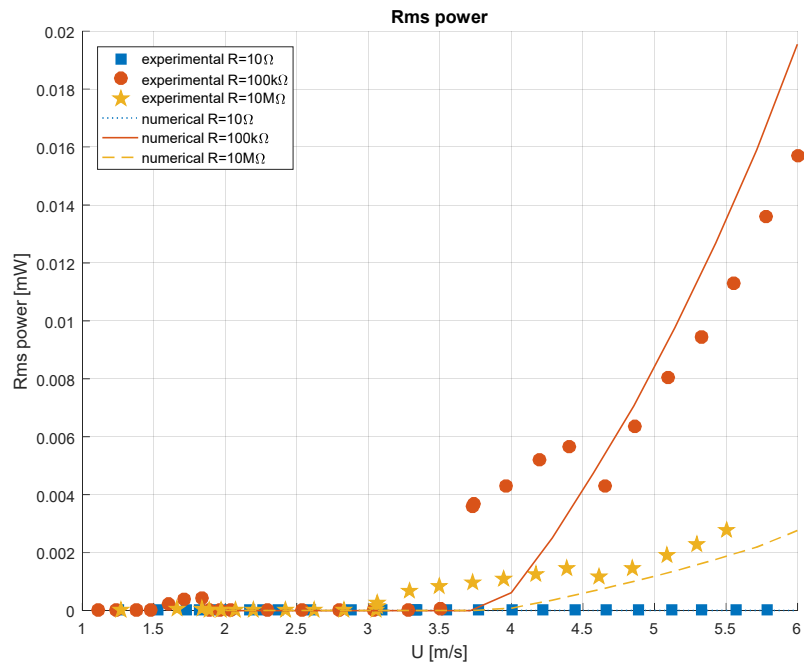 Rms power
0.02
0.018
0.016
0.014
0.012
0.01
0.008
0.006
0.004
0.002
0
Rms power [mW]
experimental R=10Ω
experimental R=100kΩ
experimental R=10MΩ
numerical R=10Ω
numerical R=100kΩ
numerical R=10MΩ
1 1.5 2 2.5 3 3.5 4 4.5 5 5.5 6
U [m/s]